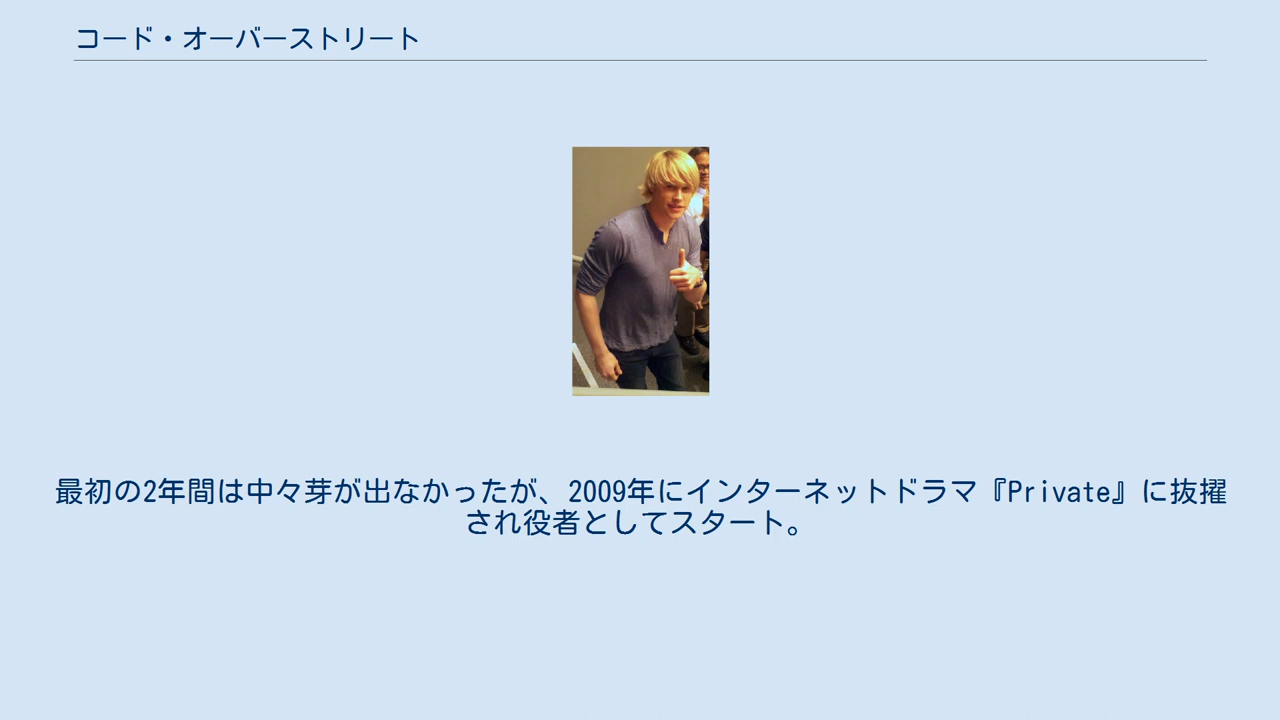 コード・オーバーストリート
最初の2年間は中々芽が出なかったが、2009年にインターネットドラマ『Private』に抜擢
され役者としてスタート。